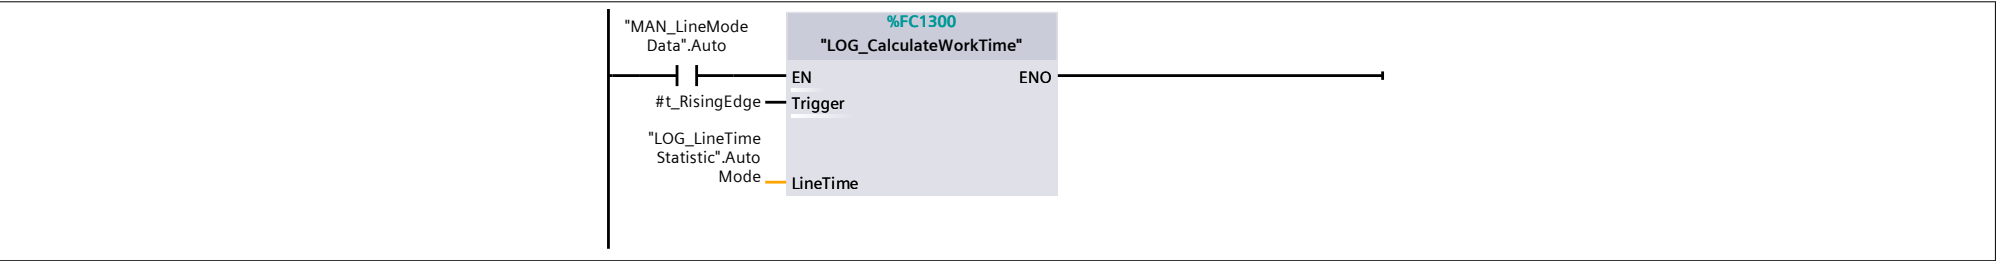 "MAN_LineMode
Data".Auto
%FC1300
"LOG_CalculateWorkTime"
EN
ENO
#t_RisingEdge
Trigger
"LOG_LineTime
Statistic".Auto
Mode
LineTime